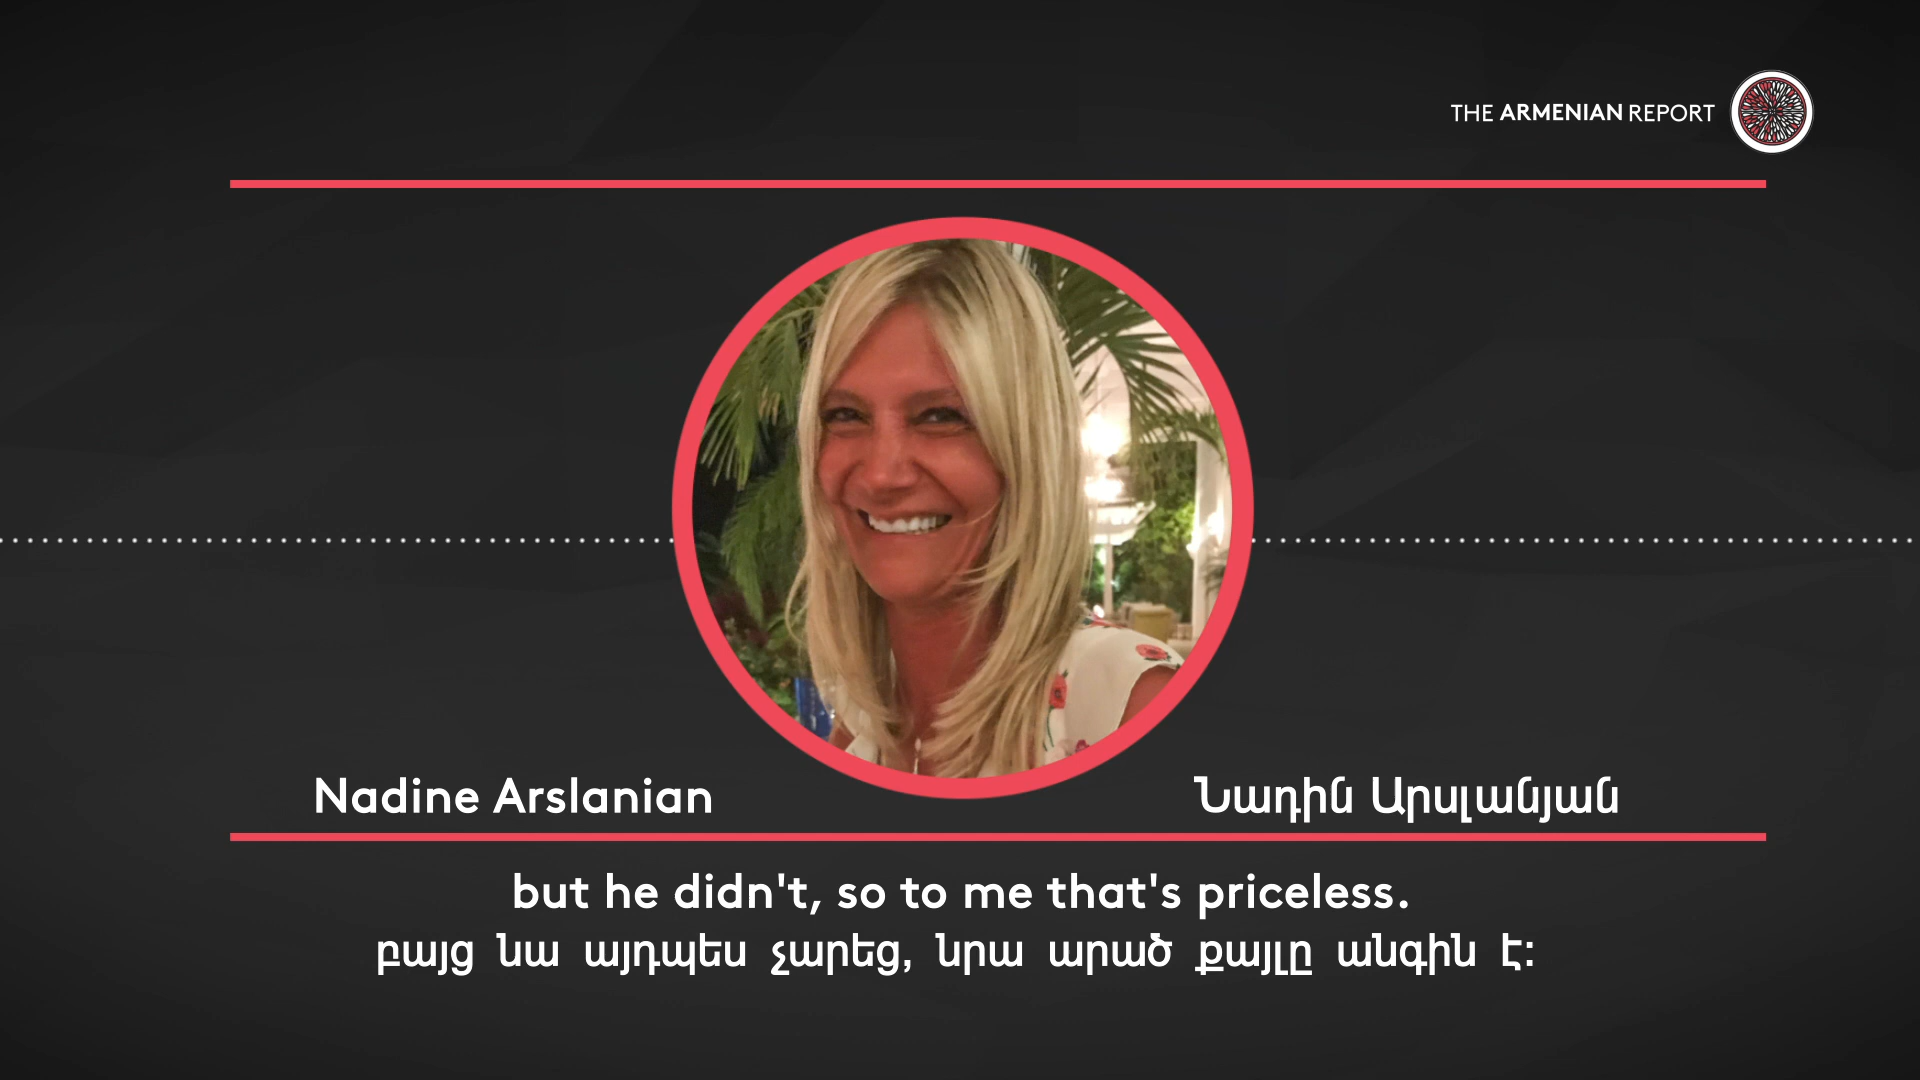 THE ARMENIAN REPORT
Nadine Arslanian
Նադին Արսլանյան
but he didn't, so to me that's priceless.
բայց նա այդպես չարեց, նրա արած քայլը անգին է: